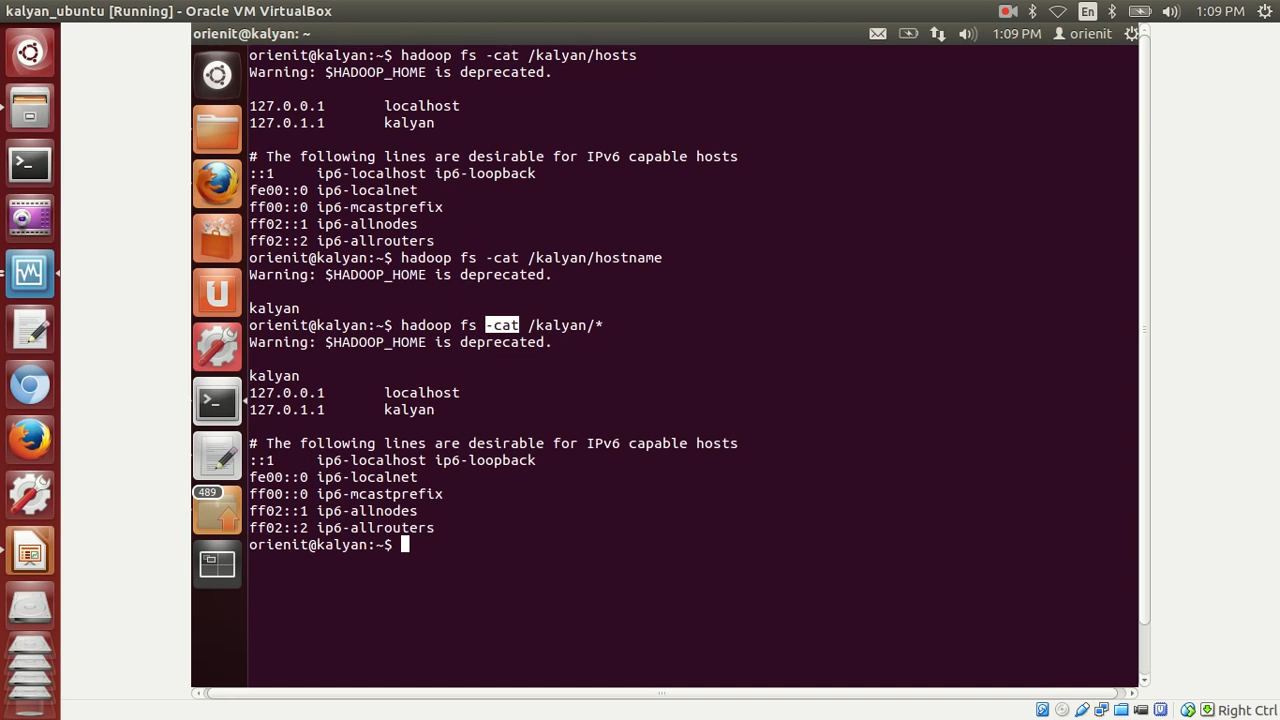 kalyan_ubuntu [Running] - Oracle VM VirtualBox
En
1:09 PM
orienit@kalyan: ~
1:09 PM
orienit
orienit@kalyan:~$ hadoop fs -cat /kalyan/hosts
Warning: $HADOOP_HOME is deprecated.
127.0.0.1       localhost
127.0.1.1       kalyan
# The following lines are desirable for IPv6 capable hosts
::1     ip6-localhost ip6-loopback
fe00::0 ip6-localnet
ff00::0 ip6-mcastprefix
ff02::1 ip6-allnodes
ff02::2 ip6-allrouters
orienit@kalyan:~$ hadoop fs -cat /kalyan/hostname
Warning: $HADOOP_HOME is deprecated.
kalyan
orienit@kalyan:~$ hadoop fs -cat /kalyan/*
Warning: $HADOOP_HOME is deprecated.
kalyan
127.0.0.1       localhost
127.0.1.1       kalyan
# The following lines are desirable for IPv6 capable hosts
::1     ip6-localhost ip6-loopback
fe00::0 ip6-localnet
ff00::0 ip6-mcastprefix
ff02::1 ip6-allnodes
ff02::2 ip6-allrouters
orienit@kalyan:~$
489
Right Ctrl